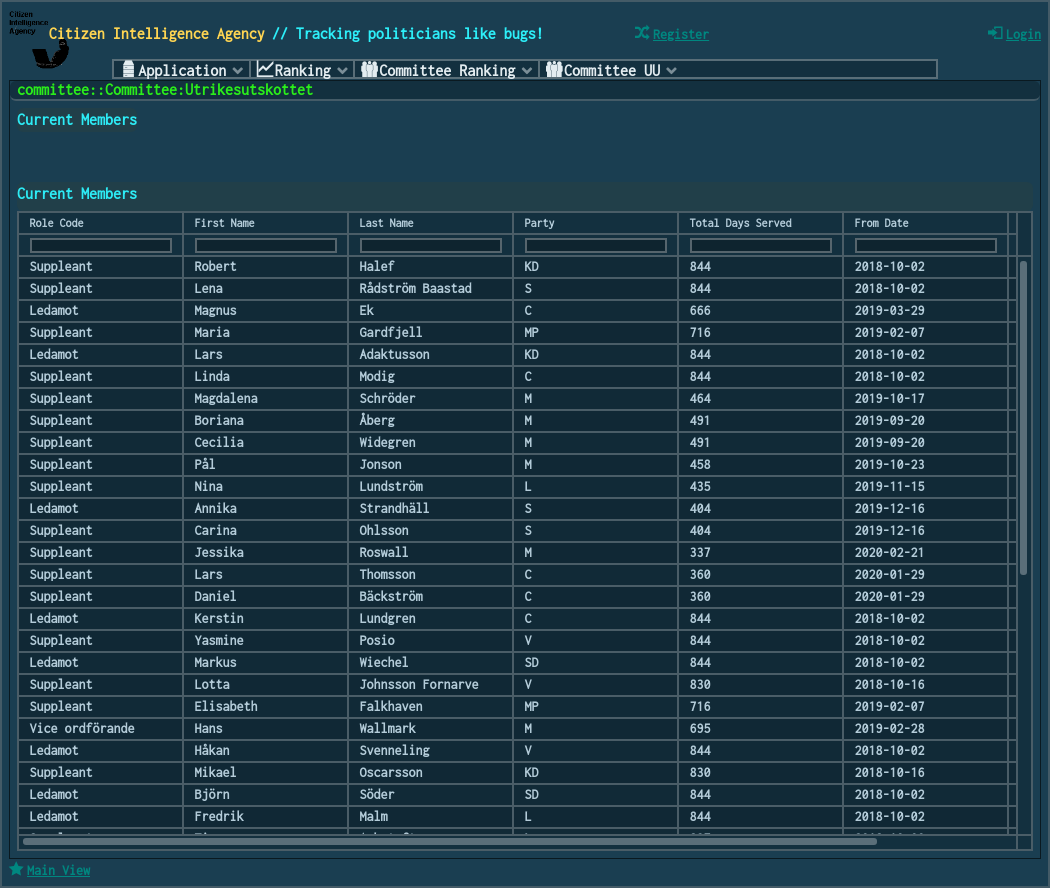 Citizen
Intelligence
Agency
Citizen Intelligence Agency // Tracking politicians like bugs!
Register
Login
Application Ranking Committee Ranking Committee UU
committee::Committee:Utrikesutskottet
Current Members
Current Members
Role Code First Name Last Name Party Total Days Served From Date
Suppleant Robert Halef KD 844 2018-10-02
Suppleant Lena Rådström Baastad S 844 2018-10-02
Ledamot Magnus Ek C 666 2019-03-29
Suppleant Maria Gardfjell MP 716 2019-02-07
Ledamot Lars Adaktusson KD 844 2018-10-02
Suppleant Linda Modig C 844 2018-10-02
Suppleant Magdalena Schröder M 464 2019-10-17
Suppleant Boriana Åberg M 491 2019-09-20
Suppleant Cecilia Widegren M 491 2019-09-20
Suppleant Pål Jonson M 458 2019-10-23
Suppleant Nina Lundström L 435 2019-11-15
Ledamot Annika Strandhäll S 404 2019-12-16
Suppleant Carina Ohlsson S 404 2019-12-16
Suppleant Jessika Roswall M 337 2020-02-21
Suppleant Lars Thomsson C 360 2020-01-29
Suppleant Daniel Bäckström C 360 2020-01-29
Ledamot Kerstin Lundgren C 844 2018-10-02
Suppleant Yasmine Posio V 844 2018-10-02
Ledamot Markus Wiechel SD 844 2018-10-02
Suppleant Lotta Johnsson Fornarve V 830 2018-10-16
Suppleant Elisabeth Falkhaven MP 716 2019-02-07
Vice ordförande Hans Wallmark M 695 2019-02-28
Ledamot Håkan Svenneling V 844 2018-10-02
Suppleant Mikael Oscarsson KD 830 2018-10-16
Ledamot Björn Söder SD 844 2018-10-02
Ledamot Fredrik Malm L 844 2018-10-02
Main View